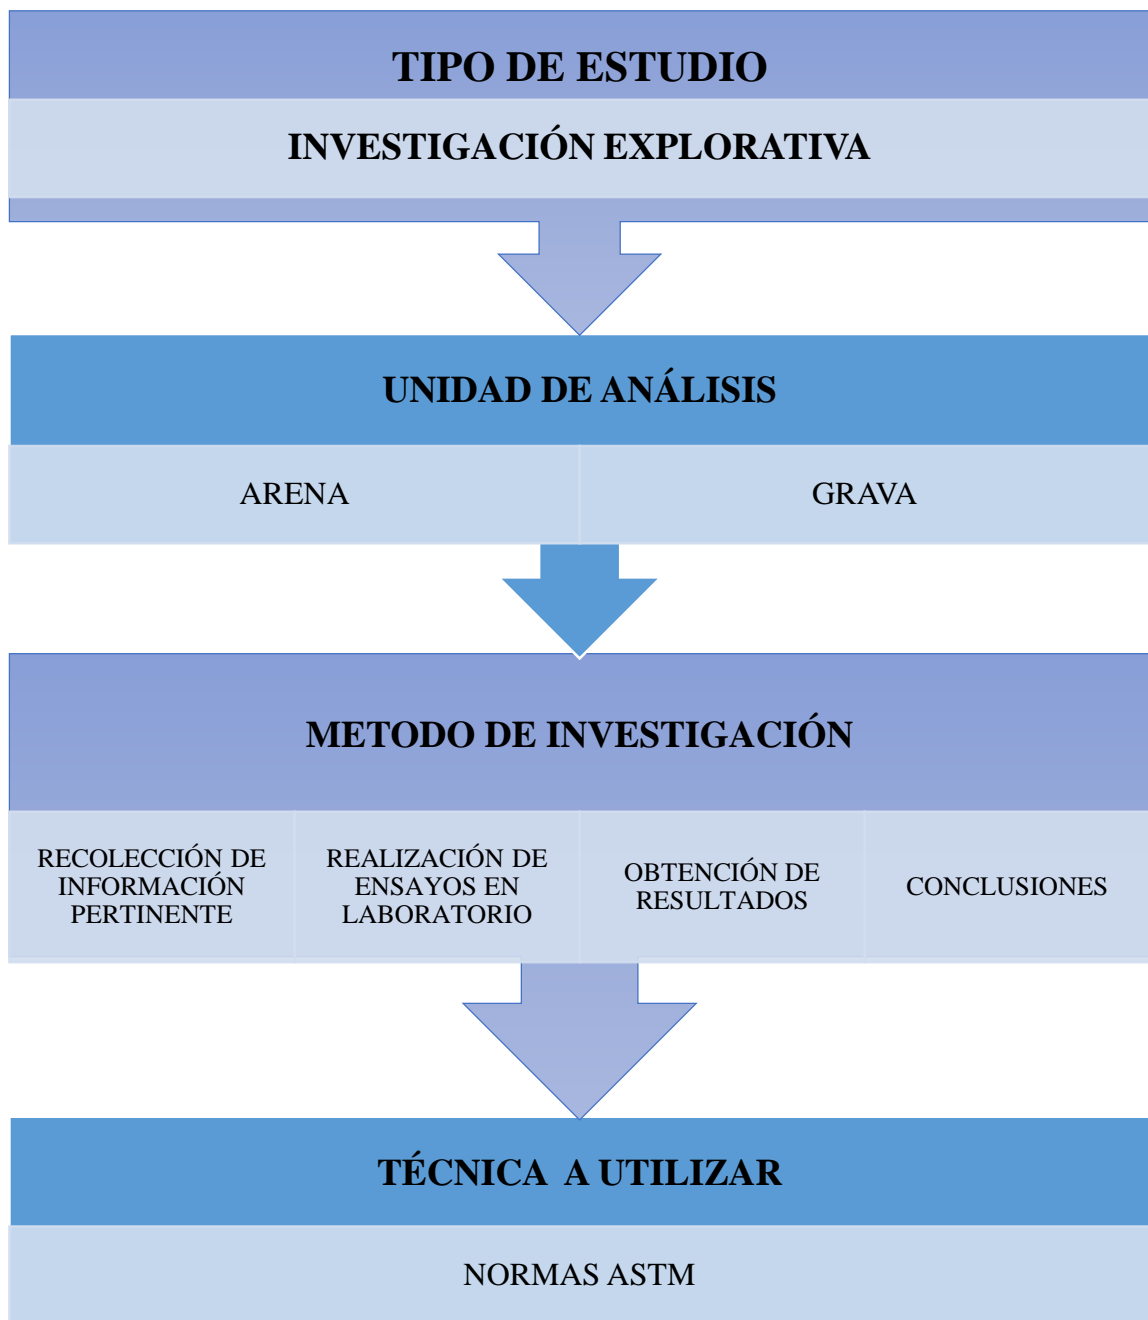 TIPO DE ESTUDIO
INVESTIGACIÓN EXPLORATIVA
UNIDAD DE ANÁLISIS
ARENA
GRAVA
METODO DE INVESTIGACIÓN
RECOLECCIÓN DE
INFORMACIÓN
PERTINENTE
REALIZACIÓN DE
ENSAYOS EN
LABORATORIO
OBTENCIÓN DE
RESULTADOS
CONCLUSIONES
TÉCNICA A UTILIZAR
NORMAS ASTM